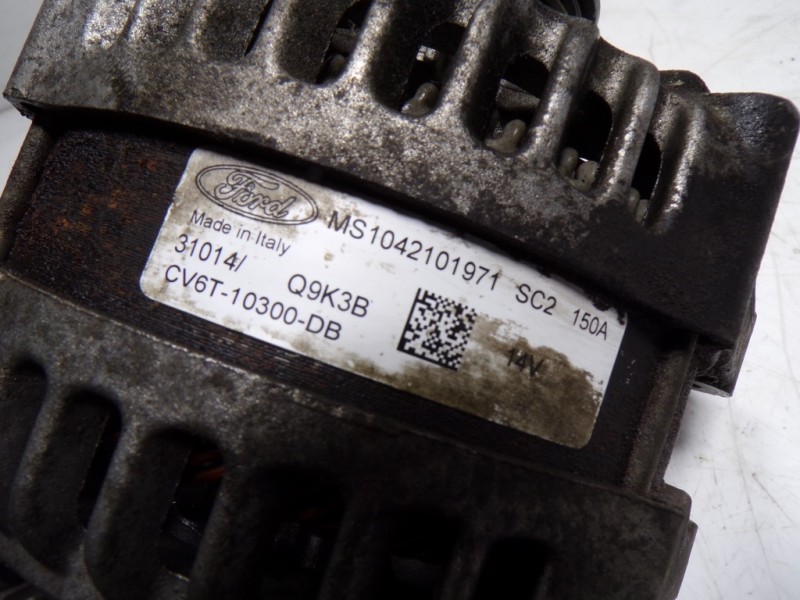 Ford
Made in Italy
MS1042101971 SC2 150A
31014/ Q9K3B
CV6T-10300-DB
14V